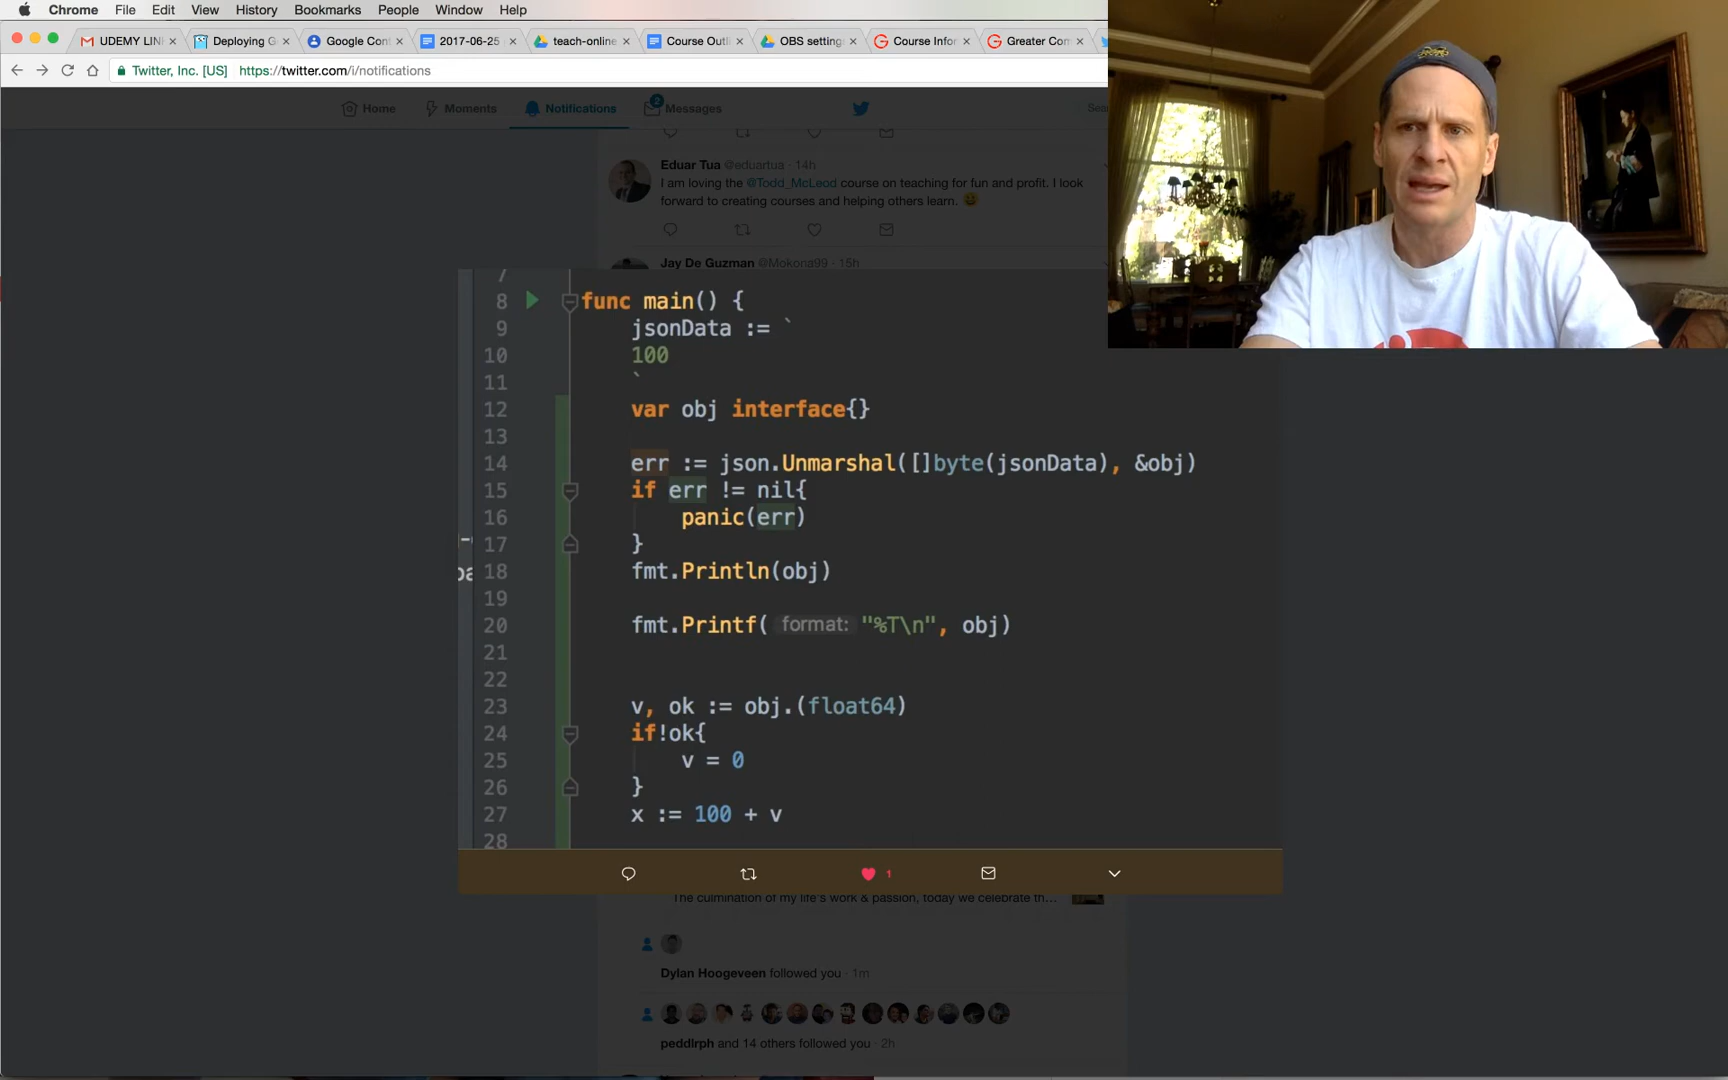 Chrome File Edit View History Bookmarks People Window Help
UDEMY LIN Deploying G Google Con 2017-06-25 teach-online Course Outl OBS setting Course Infor Greater Com
Twitter, Inc. [US] https://twitter.com/i/notifications
Home Moments Notifications 2 Messages Sear
Eduar Tua @eduartua · 14h
I am loving the @Todd_McLeod course on teaching for fun and profit. I look
forward to creating courses and helping others learn.
Jay De Guzman @Mokona99 · 15h
7
8 func main() {
9 jsonData := `
10 100
11 `
12 var obj interface{}
13
14 err := json.Unmarshal([]byte(jsonData), &obj)
15 if err != nil{
16 panic(err)
17 }
18 fmt.Println(obj)
19
20 fmt.Printf( format: "%T\n", obj)
21
22
23 v, ok := obj.(float64)
24 if!ok{
25 v = 0
26 }
27 x := 100 + v
28
1
The culmination of my life's work & passion, today we celebrate th...
Dylan Hoogeveen followed you · 1m
peddlrph and 14 others followed you · 2h